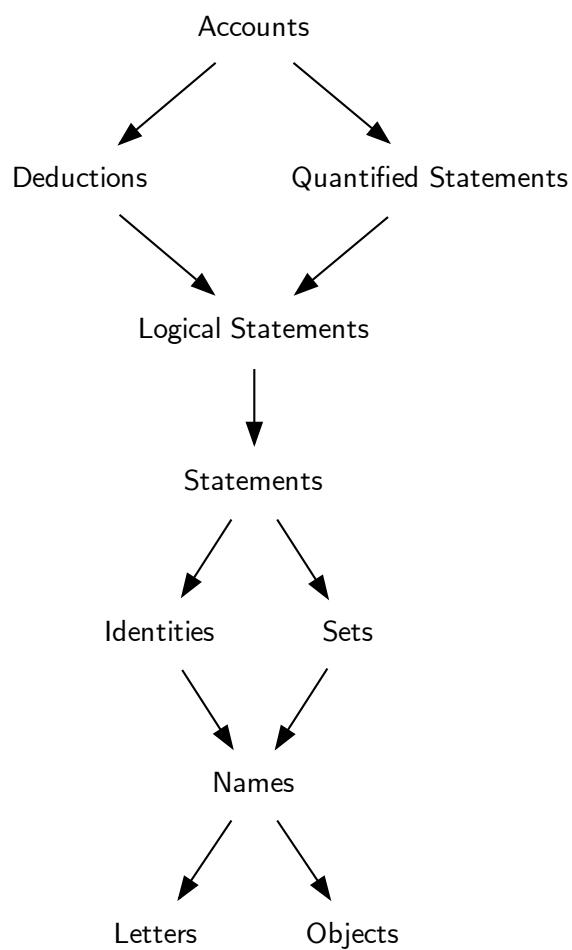 Accounts
Deductions
Quantified Statements
Logical Statements
Statements
Identities
Sets
Names
Letters
Objects